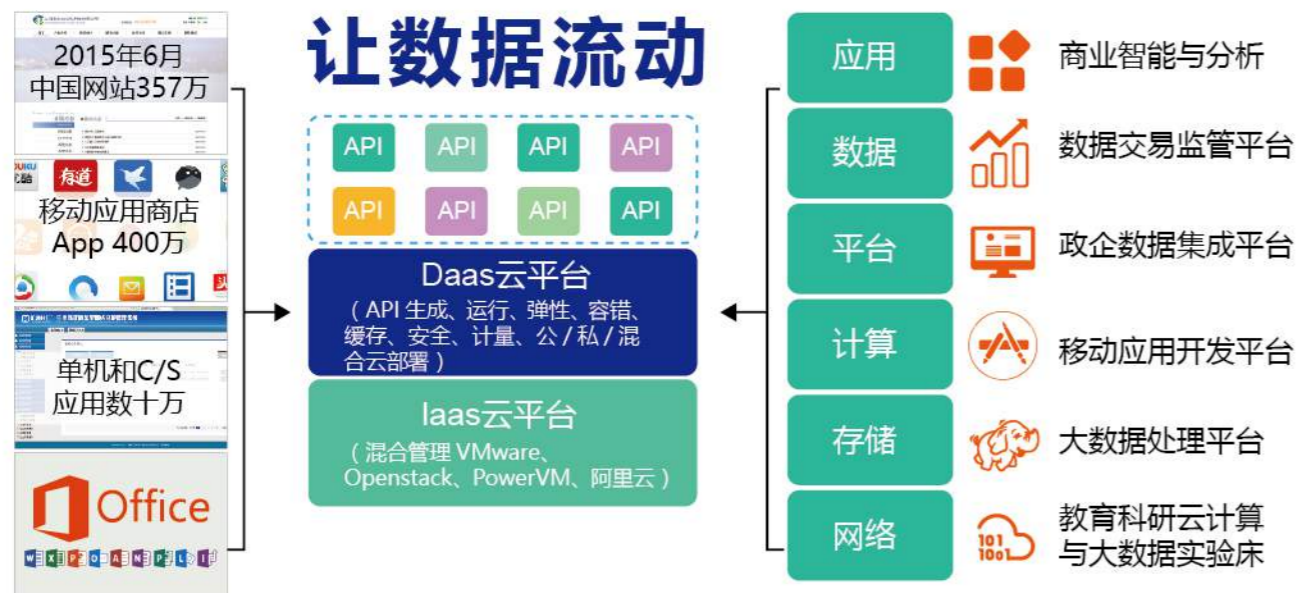 2015年6月
中国网站357万
有道
移动应用商店
App 400万
单机和C/S
应用数十万
Office
让数据流动
API API API API
API API API API
Daas云平台
（API 生成、运行、弹性、容错、
缓存、安全、计量、公 / 私 / 混
合云部署）
Iaas云平台
（混合管理 VMware、
Openstack、PowerVM、阿里云）
应用
商业智能与分析
数据
数据交易监管平台
平台
政企数据集成平台
计算
移动应用开发平台
存储
大数据处理平台
网络
101
1001
教育科研云计算
与大数据实验床